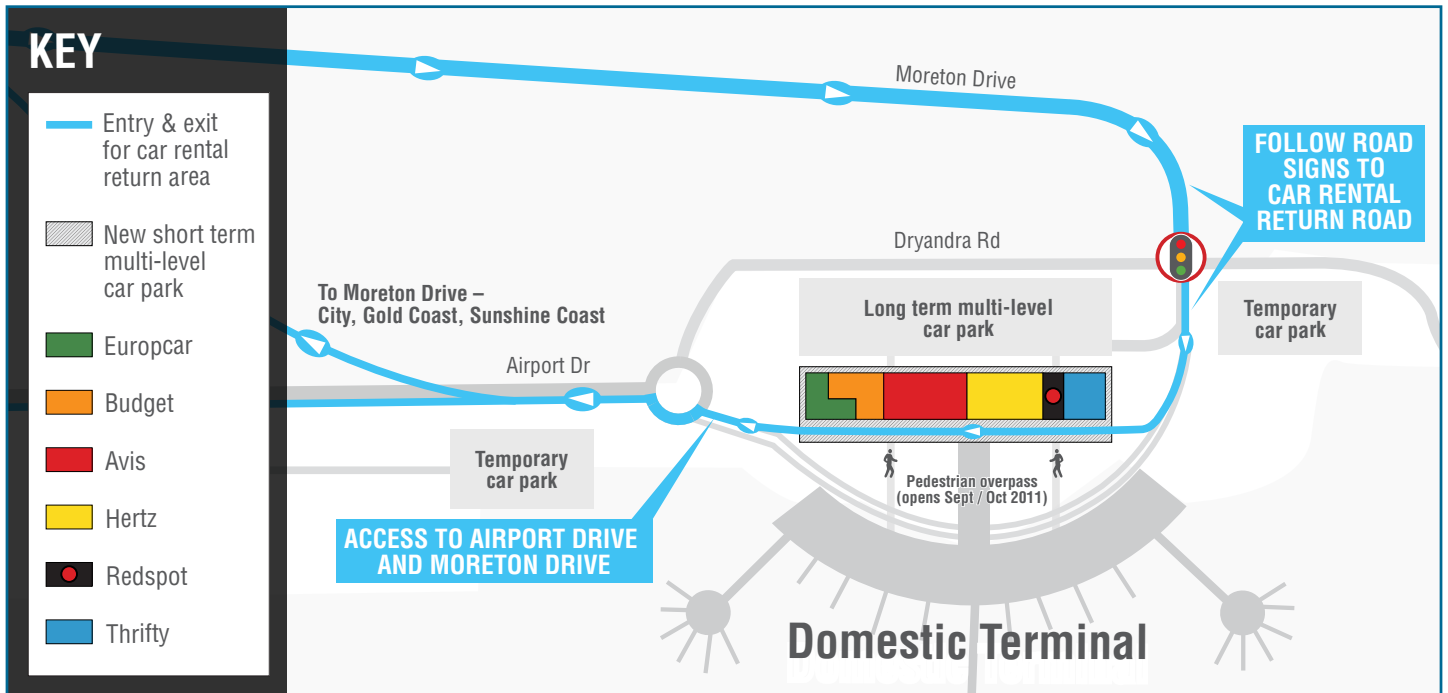 KEY
Entry & exit
for car rental
return area
New short term
multi-level
car park
Europcar
Budget
Avis
Hertz
Redspot
Thrifty
Moreton Drive
FOLLOW ROAD
SIGNS TO
CAR RENTAL
RETURN ROAD
Dryandra Rd
To Moreton Drive –
City, Gold Coast, Sunshine Coast
Long term multi-level
car park
Temporary
car park
Airport Dr
Temporary
car park
Pedestrian overpass
(opens Sept / Oct 2011)
ACCESS TO AIRPORT DRIVE
AND MORETON DRIVE
Domestic Terminal